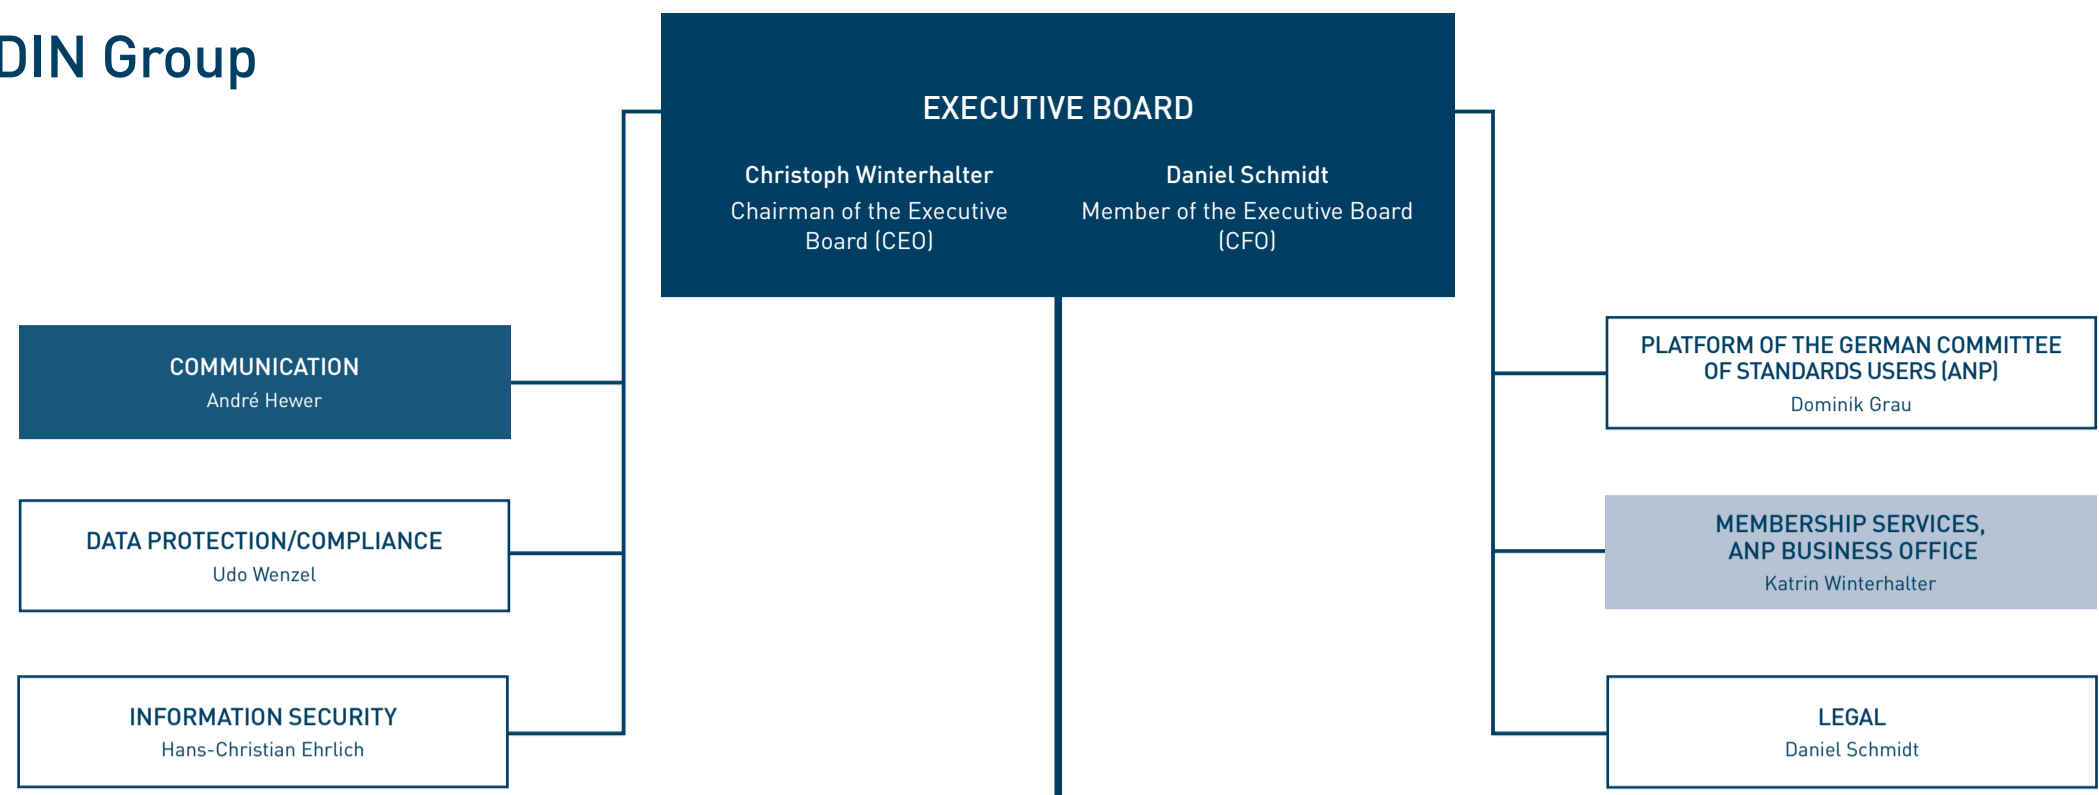 DIN Group
EXECUTIVE BOARD
Christoph Winterhalter
Chairman of the Executive
Board (CEO)
Daniel Schmidt
Member of the Executive Board
(CFO)
COMMUNICATION
André Hewer
DATA PROTECTION/COMPLIANCE
Udo Wenzel
INFORMATION SECURITY
Hans-Christian Ehrlich
PLATFORM OF THE GERMAN COMMITTEE
OF STANDARDS USERS (ANP)
Dominik Grau
MEMBERSHIP SERVICES,
ANP BUSINESS OFFICE
Katrin Winterhalter
LEGAL
Daniel Schmidt